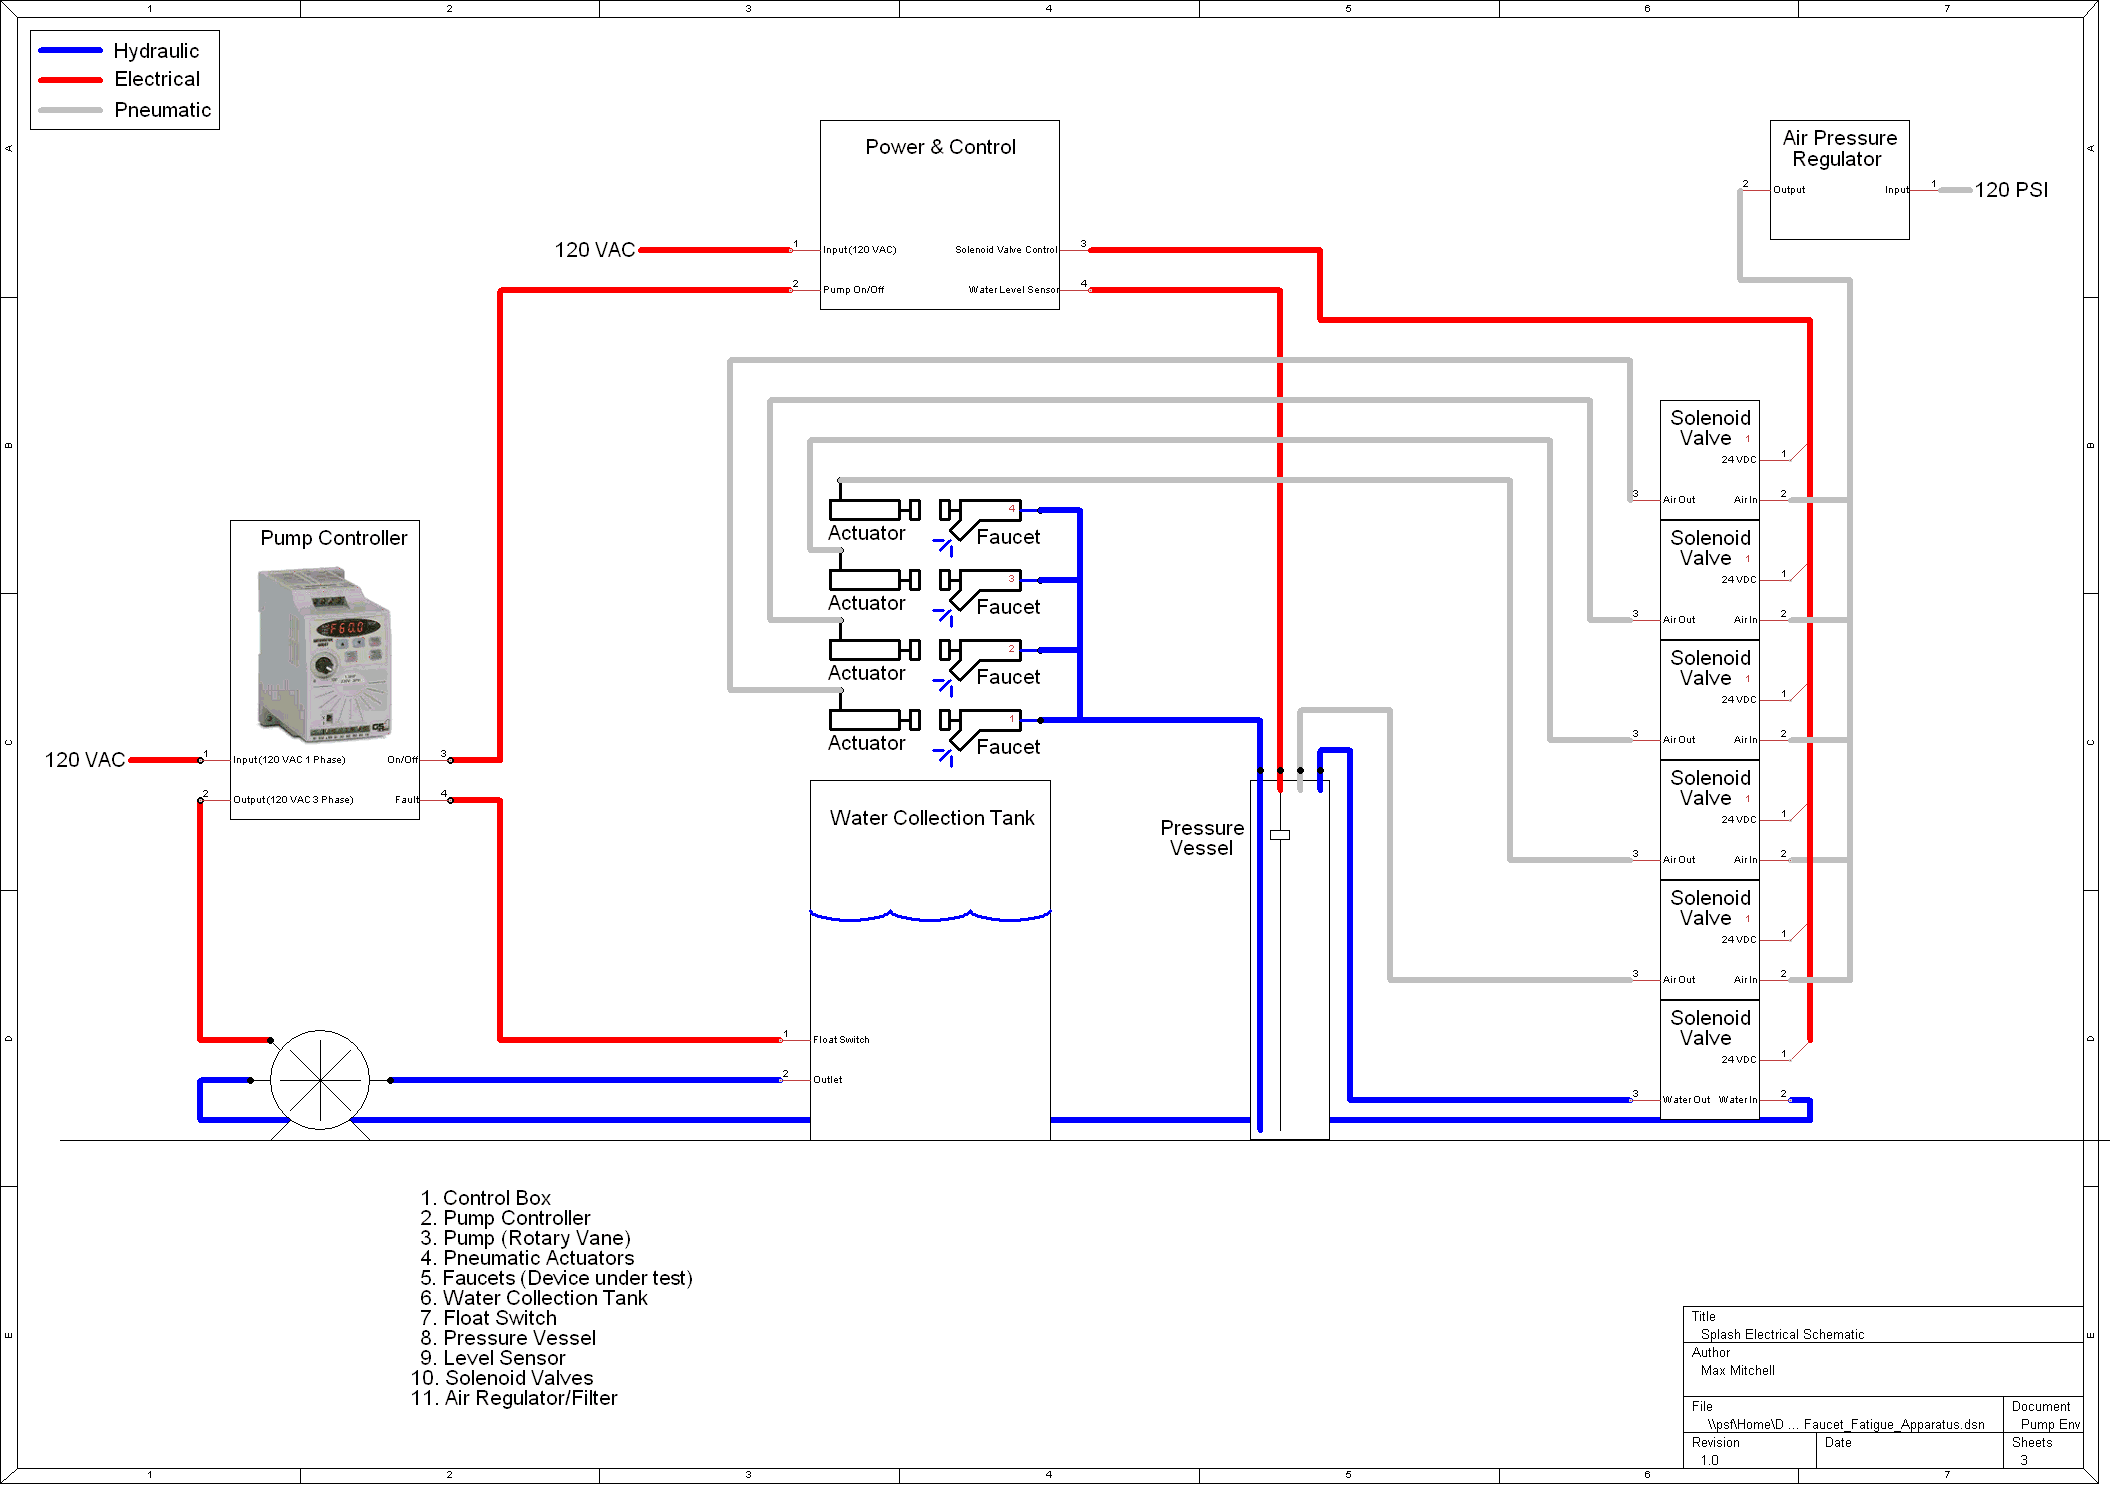 1 2 3 4 5 6 7
Hydraulic
Electrical
Pneumatic
A
A
Power & Control
120 VAC
1
Input (120 VAC)
2
Pump On/Off
Solenoid Valve Control
3
Water Level Sensor
4
Air Pressure
Regulator
2
Output
Input
1
120 PSI
B
B
Solenoid
Valve 1
24 VDC
1
3
Air Out
Air In
2
Solenoid
Valve 1
24 VDC
1
3
Air Out
Air In
2
Solenoid
Valve 1
24 VDC
1
3
Air Out
Air In
2
Solenoid
Valve 1
24 VDC
1
3
Air Out
Air In
2
Solenoid
Valve 1
24 VDC
1
3
Air Out
Air In
2
Solenoid
Valve
24 VDC
1
3
Water Out
Water In
2
4
Actuator
Faucet
3
Actuator
Faucet
2
Actuator
Faucet
1
Actuator
Faucet
Pump Controller
F60.0
C
C
120 VAC
1
Input (120 VAC 1 Phase)
On/Off
3
2
Output (120 VAC 3 Phase)
Fault
4
Water Collection Tank
Pressure
Vessel
D
D
1
Float Switch
2
Outlet
1. Control Box
2. Pump Controller
3. Pump (Rotary Vane)
4. Pneumatic Actuators
5. Faucets (Device under test)
6. Water Collection Tank
7. Float Switch
8. Pressure Vessel
9. Level Sensor
10. Solenoid Valves
11. Air Regulator/Filter
E
E
Title
Splash Electrical Schematic
Author
Max Mitchell
File
\\psf\Home\D ... Faucet_Fatigue_Apparatus.dsn
Document
Pump Env
Revision
1.0
Date
Sheets
3
1 2 3 4 5 6 7